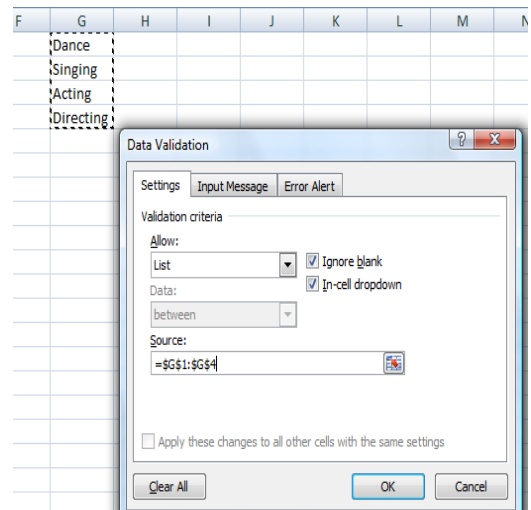 F G H I J K L M N
Dance
Singing
Acting
Directing
Data Validation
?
Settings Input Message Error Alert
Validation criteria
Allow:
List
Ignore blank
In-cell dropdown
Data:
between
Source:
=$G$1:$G$4
Apply these changes to all other cells with the same settings
Clear All OK Cancel